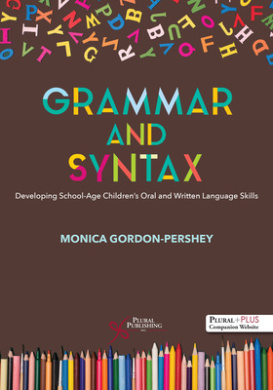 GRAMMAR
AND
SYNTAX
Developing School-Age Children's Oral and Written Language Skills
MONICA GORDON-PERSHEY
PLURAL
PUBLISHING
INC.
PLURAL+PLUS
Companion Website